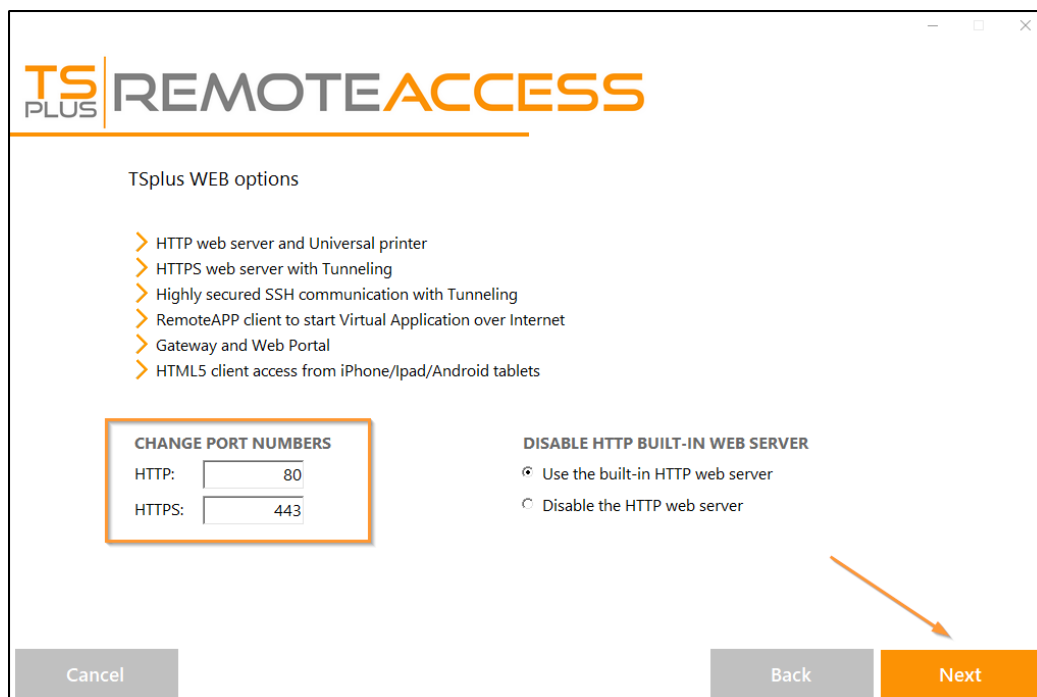 TS PLUS REMOTEACCESS
TSplus WEB options
HTTP web server and Universal printer
HTTPS web server with Tunneling
Highly secured SSH communication with Tunneling
RemoteAPP client to start Virtual Application over Internet
Gateway and Web Portal
HTML5 client access from iPhone/Ipad/Android tablets
CHANGE PORT NUMBERS
HTTP: 80
HTTPS: 443
DISABLE HTTP BUILT-IN WEB SERVER
Use the built-in HTTP web server
Disable the HTTP web server
Cancel
Back
Next